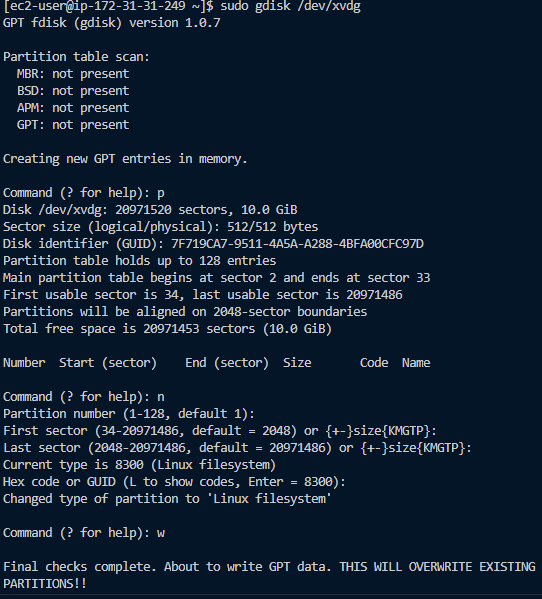 [ec2-user@ip-172-31-31-249 ~]$ sudo gdisk /dev/xvdg
GPT fdisk (gdisk) version 1.0.7
Partition table scan:
MBR: not present
BSD: not present
APM: not present
GPT: not present
Creating new GPT entries in memory.
Command (? for help): p
Disk /dev/xvdg: 20971520 sectors, 10.0 GiB
Sector size (logical/physical): 512/512 bytes
Disk identifier (GUID): 7F719CA7-9511-4A5A-A288-4BFA00CFC97D
Partition table holds up to 128 entries
Main partition table begins at sector 2 and ends at sector 33
First usable sector is 34, last usable sector is 20971486
Partitions will be aligned on 2048-sector boundaries
Total free space is 20971453 sectors (10.0 GiB)
Number  Start (sector)    End (sector)  Size       Code  Name
Command (? for help): n
Partition number (1-128, default 1):
First sector (34-20971486, default = 2048) or {+-}size{KMGTP}:
Last sector (2048-20971486, default = 20971486) or {+-}size{KMGTP}:
Current type is 8300 (Linux filesystem)
Hex code or GUID (L to show codes, Enter = 8300):
Changed type of partition to 'Linux filesystem'
Command (? for help): w
Final checks complete. About to write GPT data. THIS WILL OVERWRITE EXISTING
PARTITIONS!!